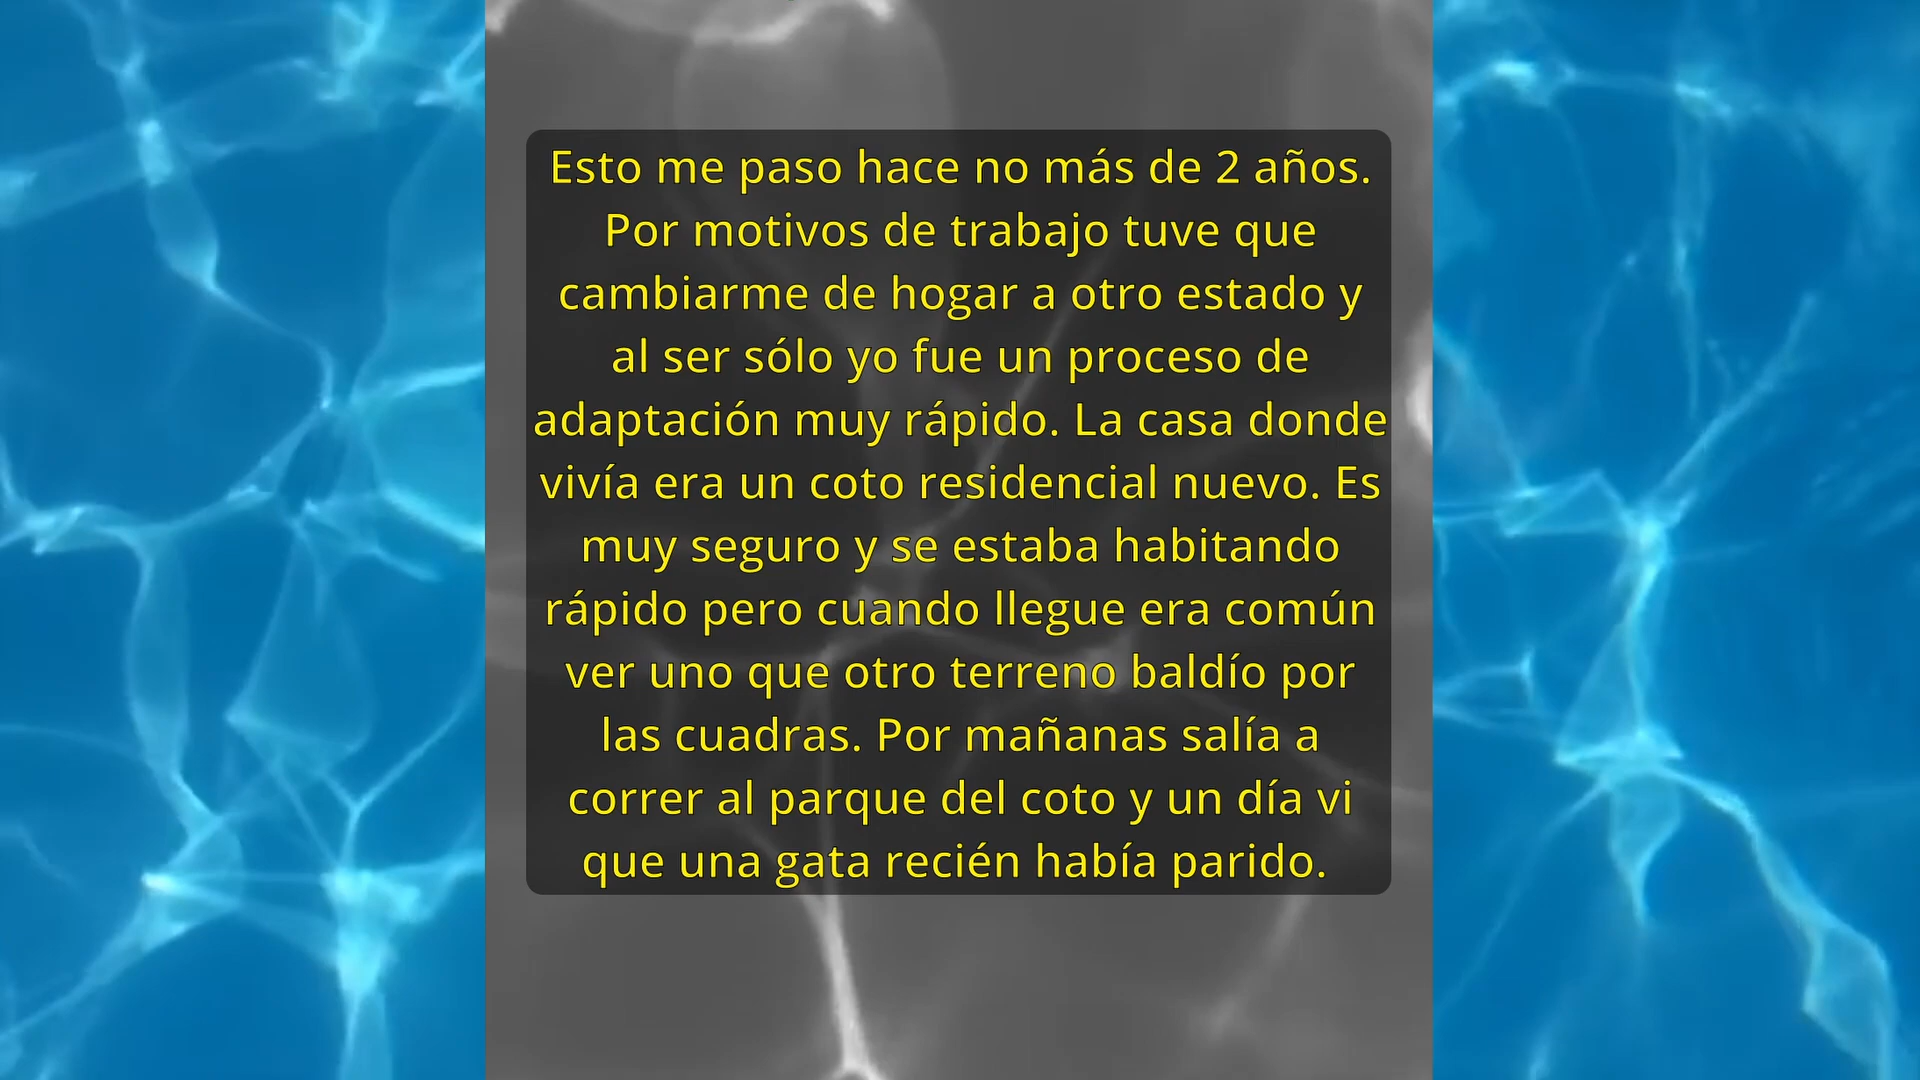 Esto me paso hace no más de 2 años.
Por motivos de trabajo tuve que
cambiarme de hogar a otro estado y
al ser sólo yo fue un proceso de
adaptación muy rápido. La casa donde
vivía era un coto residencial nuevo. Es
muy seguro y se estaba habitando
rápido pero cuando llegue era común
ver uno que otro terreno baldío por
las cuadras. Por mañanas salía a
correr al parque del coto y un día vi
que una gata recién había parido.